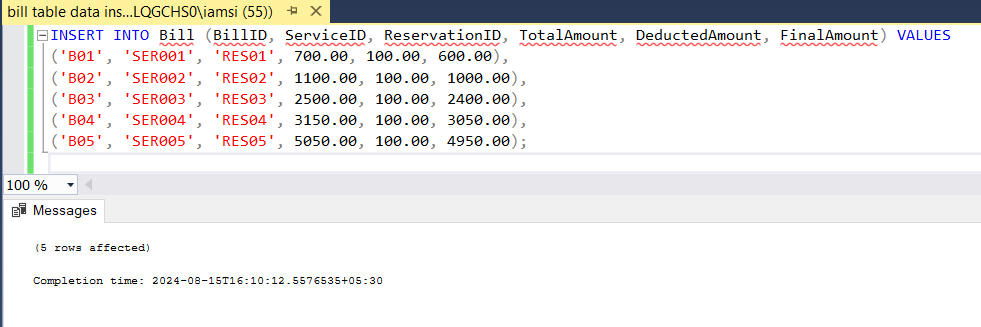 bill table data ins...LQGCHS0\iamsi (55))
INSERT INTO Bill (BillID, ServiceID, ReservationID, TotalAmount, DeductedAmount, FinalAmount) VALUES
('B01', 'SER001', 'RES01', 700.00, 100.00, 600.00),
('B02', 'SER002', 'RES02', 1100.00, 100.00, 1000.00),
('B03', 'SER003', 'RES03', 2500.00, 100.00, 2400.00),
('B04', 'SER004', 'RES04', 3150.00, 100.00, 3050.00),
('B05', 'SER005', 'RES05', 5050.00, 100.00, 4950.00);
100 %
Messages
(5 rows affected)
Completion time: 2024-08-15T16:10:12.5576535+05:30